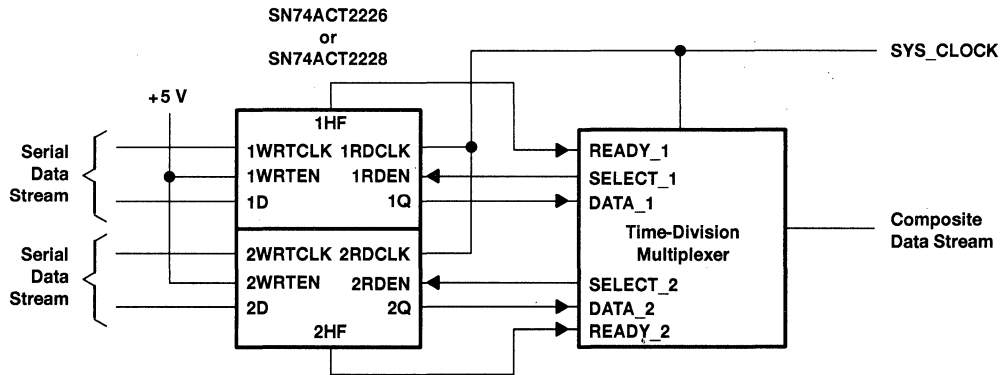 SN74ACT2226
or
SN74ACT2228
SYS_CLOCK
+5 V
1HF
Serial
Data
Stream
1WRTCLK 1RDCLK
1WRTEN 1RDEN
1D 1Q
READY_1
SELECT_1
DATA_1
Time-Division
Multiplexer
Composite
Data Stream
Serial
Data
Stream
2WRTCLK 2RDCLK
2WRTEN 2RDEN
2D 2Q
2HF
SELECT_2
DATA_2
READY_2